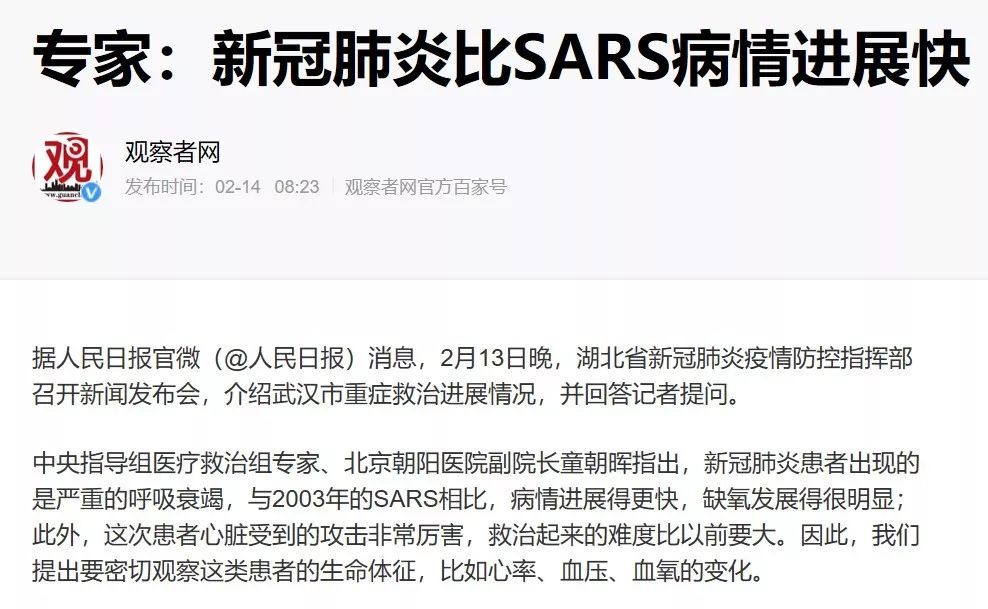 专家：新冠肺炎比SARS病情进展快
观
观察者网
发布时间：02-14 08:23 观察者网官方百家号
据人民日报官微（@人民日报）消息，2月13日晚，湖北省新冠肺炎疫情防控指挥部
召开新闻发布会，介绍武汉市重症救治进展情况，并回答记者提问。
中央指导组医疗救治组专家、北京朝阳医院副院长童朝晖指出，新冠肺炎患者出现的
是严重的呼吸衰竭，与2003年的SARS相比，病情进展得更快，缺氧发展得很明显；
此外，这次患者心脏受到的攻击非常厉害，救治起来的难度比以前要大。因此，我们
提出要密切观察这类患者的生命体征，比如心率、血压、血氧的变化。